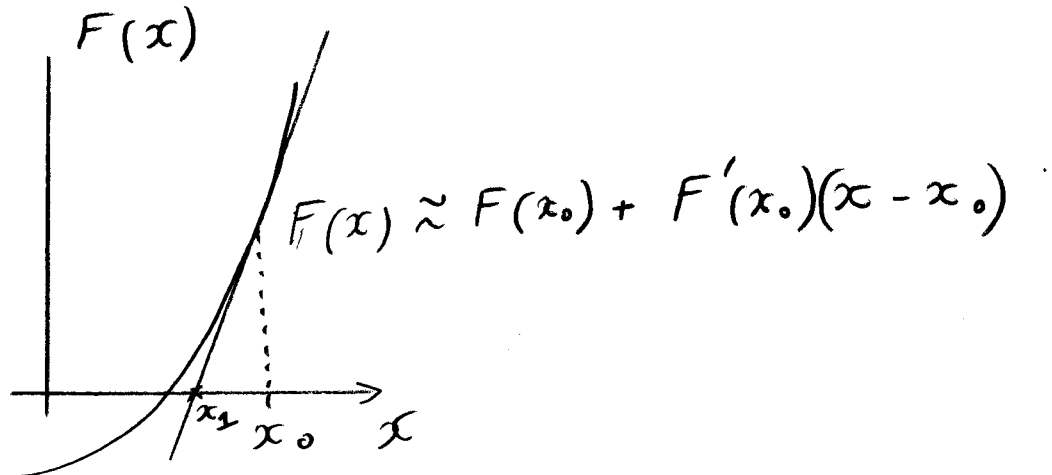 F(x)
F(x) ≈ F(x₀) + F'(x₀)(x - x₀)
x₁
x₀
x